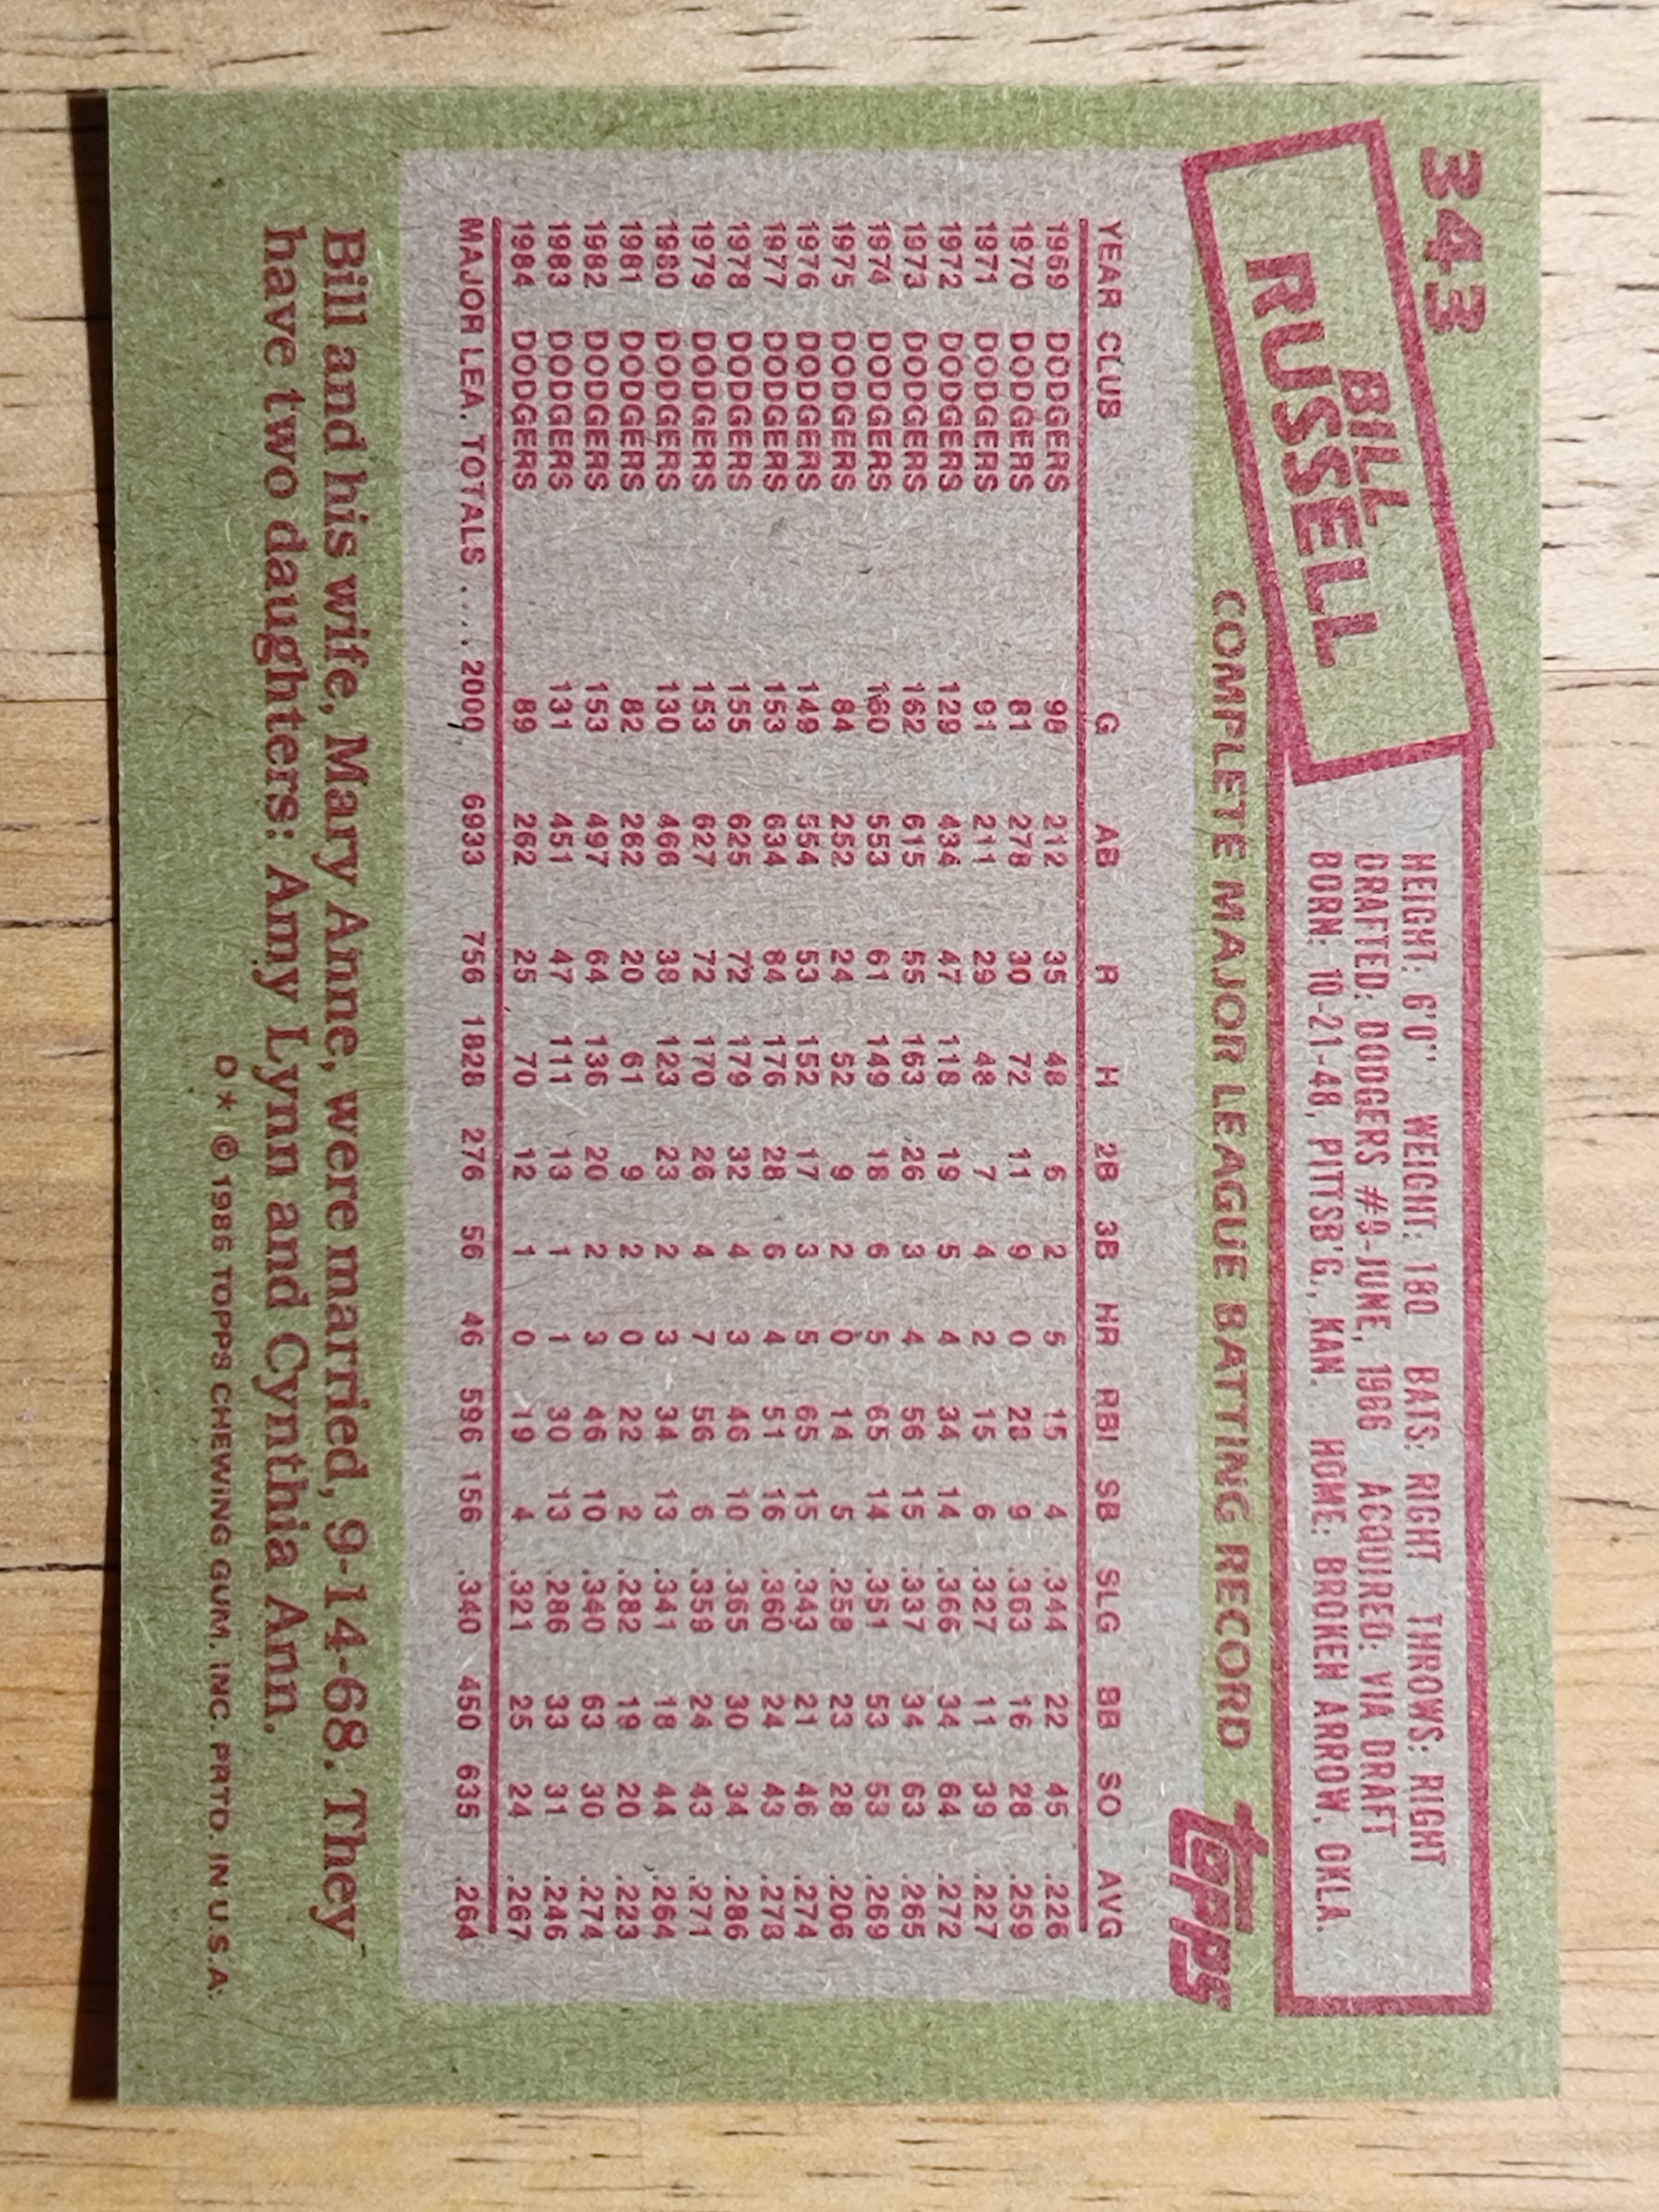 343
BILL
RUSSELL
HEIGHT: 6'0" WEIGHT: 180 BATS: RIGHT THROWS: RIGHT
DRAFTED: DODGERS #9-JUNE, 1966 ACQUIRED: VIA DRAFT
BORN: 10-21-48, PITTSB'G., KAN. HOME: BROKEN ARROW, OKLA.
COMPLETE MAJOR LEAGUE BATTING RECORD
topps
YEAR CLUB G AB R H 2B 3B HR RBI SB SLG BB SO AVG
1969 DODGERS 98 212 35 48 6 2 5 15 4 .344 22 45 .226
1970 DODGERS 81 278 30 72 11 9 0 28 9 .363 16 28 .259
1971 DODGERS 91 211 29 48 7 4 2 15 6 .327 11 39 .227
1972 DODGERS 129 434 47 118 19 5 4 34 14 .366 34 64 .272
1973 DODGERS 162 615 55 163 26 3 4 56 15 .337 34 63 .265
1974 DODGERS 160 553 61 149 18 6 5 65 14 .351 53 53 .269
1975 DODGERS 84 252 24 52 9 2 0 14 5 .258 23 28 .206
1976 DODGERS 149 554 53 152 17 3 5 65 15 .343 21 46 .274
1977 DODGERS 153 634 84 176 28 6 4 51 16 .360 24 43 .278
1978 DODGERS 155 625 72 179 32 4 3 46 10 .365 30 34 .286
1979 DODGERS 153 627 72 170 26 4 7 56 6 .359 24 43 .271
1980 DODGERS 130 466 38 123 23 2 3 34 13 .341 18 44 .264
1981 DODGERS 82 262 20 61 9 2 0 22 2 .282 19 20 .223
1982 DODGERS 153 497 64 136 20 2 3 46 10 .340 63 30 .274
1983 DODGERS 131 451 47 111 13 1 1 30 13 .286 33 31 .246
1984 DODGERS 89 262 25 70 12 1 0 19 4 .321 25 24 .267
MAJOR LEA. TOTALS .... 2000 6933 756 1828 276 56 46 596 156 .340 450 635 .264
Bill and his wife, Mary Anne, were married, 9-14-68. They
have two daughters: Amy Lynn and Cynthia Ann.
D * © 1985 TOPPS CHEWING GUM, INC. PRTD. IN U.S.A.